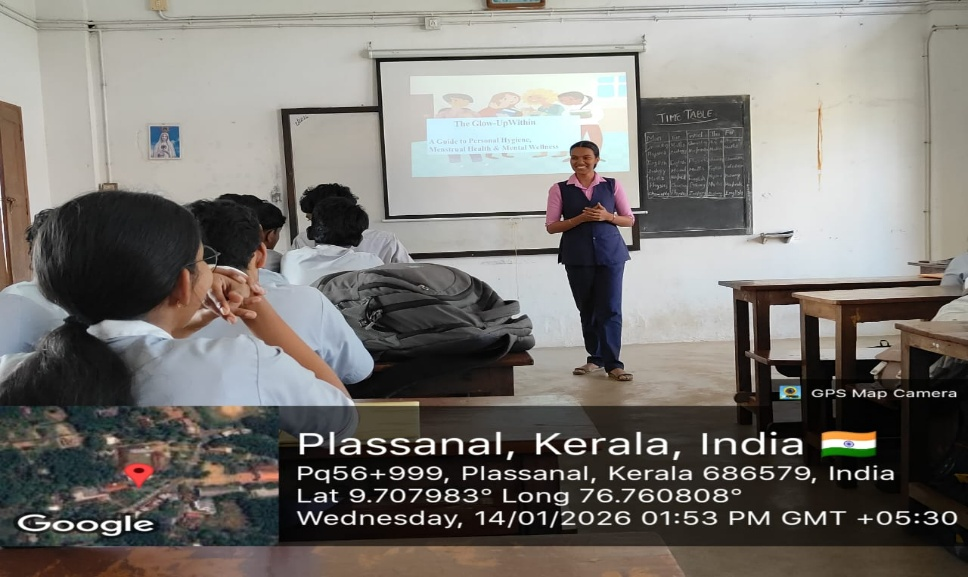 The Glow-UpWithin
A Guide to Personal Hygiene,
Menstrual Health & Mental Wellness
TIME TABLE
GPS Map Camera
Plassanal, Kerala, India
Pq56+999, Plassanal, Kerala 686579, India
Lat 9.707983° Long 76.760808°
Wednesday, 14/01/2026 01:53 PM GMT +05:30
Google